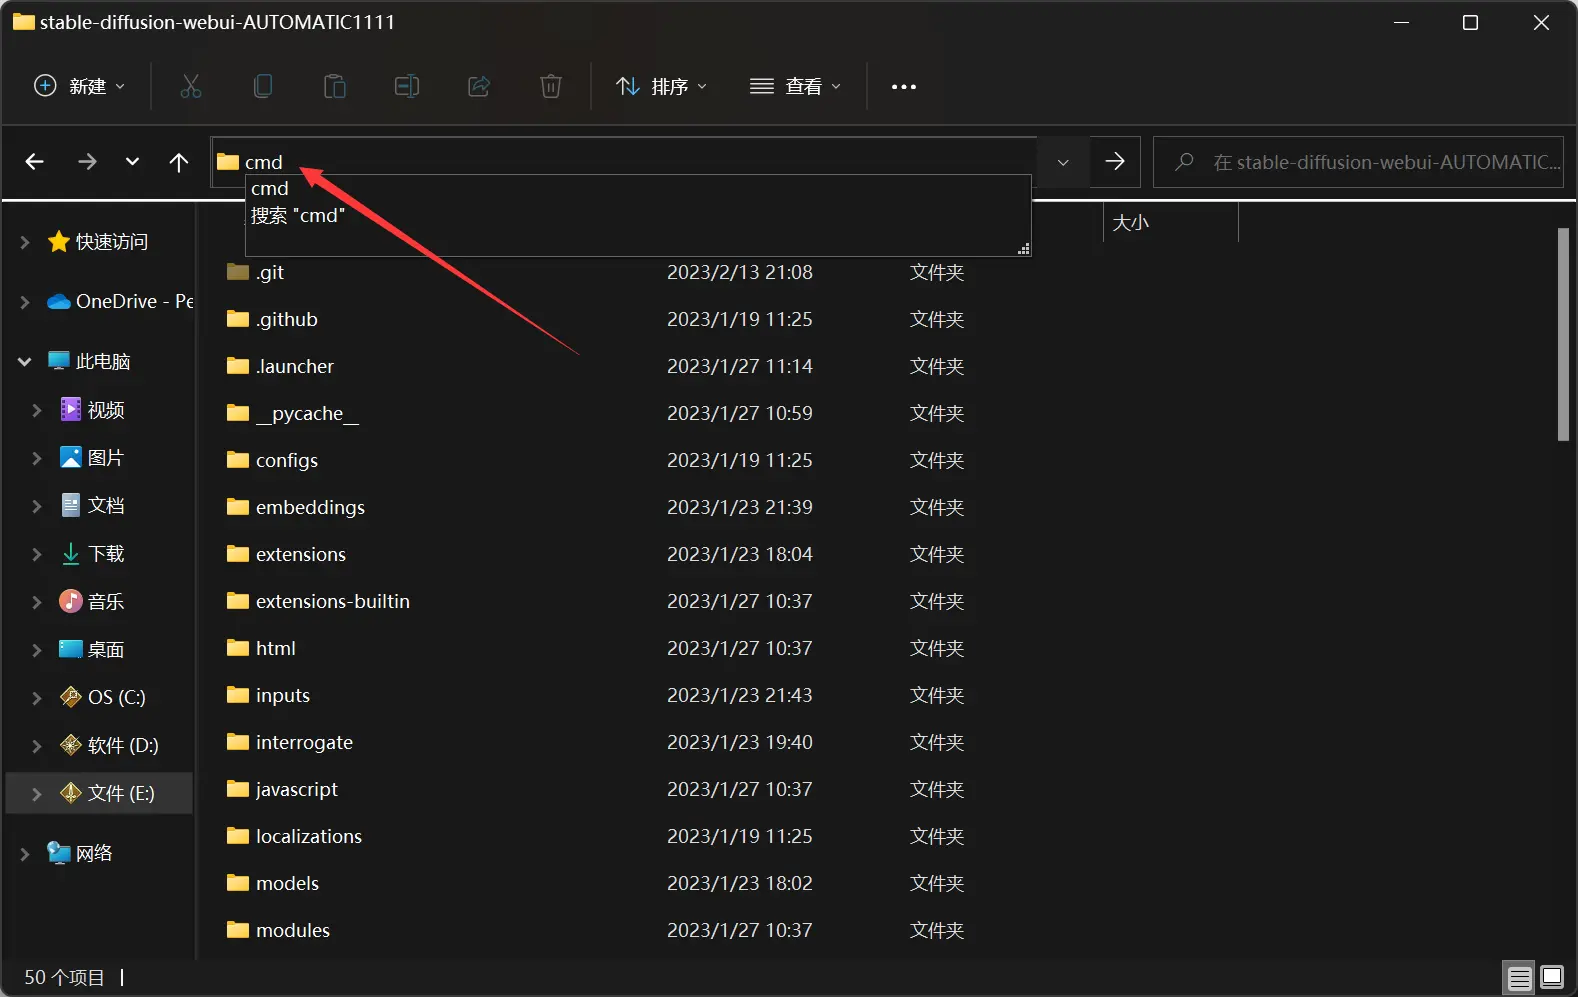 stable-diffusion-webui-AUTOMATIC1111
新建 排序 查看
cmd
在 stable-diffusion-webui-AUTOMATIC...
cmd
搜索 "cmd"
大小
快速访问
OneDrive - Pe
此电脑
视频
图片
文档
下载
音乐
桌面
OS (C:)
软件 (D:)
文件 (E:)
网络
.git 2023/2/13 21:08 文件夹
.github 2023/1/19 11:25 文件夹
.launcher 2023/1/27 11:14 文件夹
__pycache__ 2023/1/27 10:59 文件夹
configs 2023/1/19 11:25 文件夹
embeddings 2023/1/23 21:39 文件夹
extensions 2023/1/23 18:04 文件夹
extensions-builtin 2023/1/27 10:37 文件夹
html 2023/1/27 10:37 文件夹
inputs 2023/1/23 21:43 文件夹
interrogate 2023/1/23 19:40 文件夹
javascript 2023/1/27 10:37 文件夹
localizations 2023/1/19 11:25 文件夹
models 2023/1/23 18:02 文件夹
modules 2023/1/27 10:37 文件夹
50 个项目